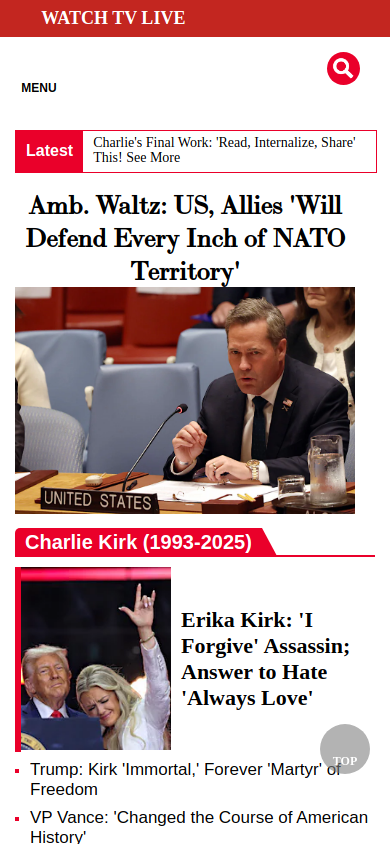 WATCH TV LIVE
MENU
Latest
Charlie's Final Work: 'Read, Internalize, Share'
This! See More
Amb. Waltz: US, Allies 'Will
Defend Every Inch of NATO
Territory'
UNITED STATES
Charlie Kirk (1993-2025)
Erika Kirk: 'I
Forgive' Assassin;
Answer to Hate
'Always Love'
TOP
Trump: Kirk 'Immortal,' Forever 'Martyr' of
Freedom
VP Vance: 'Changed the Course of American
History'